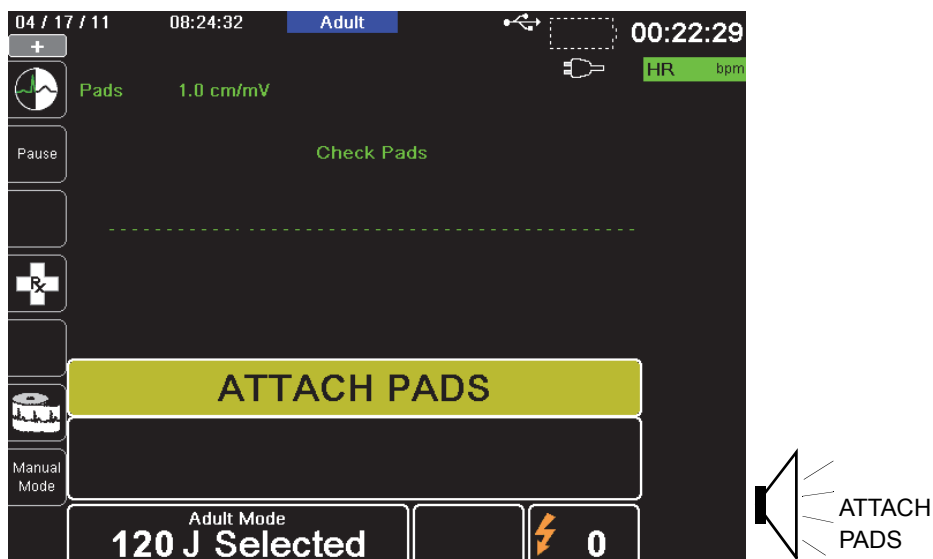 04 / 17 / 11 08:24:32 Adult 00:22:29
+
HR bpm
Pads 1.0 cm/mV
Pause
Check Pads
Rx
ATTACH PADS
Manual
Mode
Adult Mode
120 J Selected
0
ATTACH
PADS